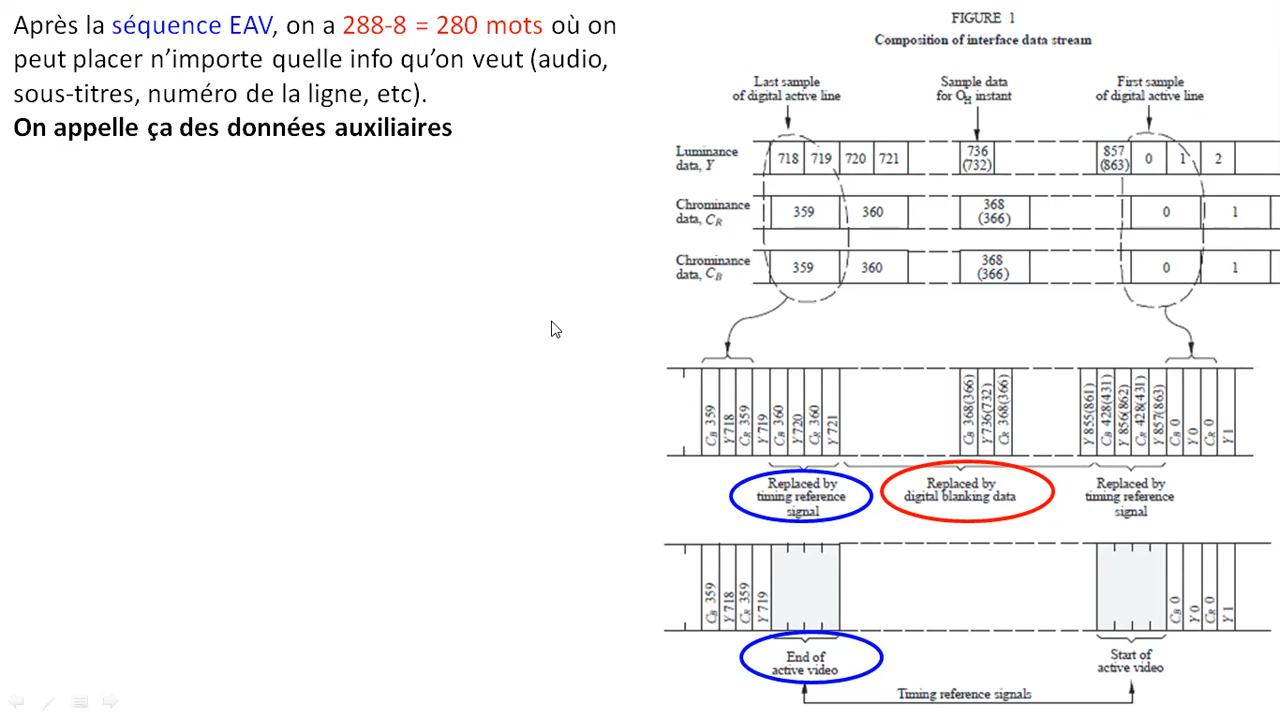 Après la séquence EAV, on a 288-8 = 280 mots où on
peut placer n’importe quelle info qu’on veut (audio,
sous-titres, numéro de la ligne, etc).
On appelle ça des données auxiliaires
FIGURE 1
Composition of interface data stream
Last sample
of digital active line
Sample data
for OH instant
First sample
of digital active line
Luminance
data, Y
718 719 720 721
736
(732)
857
(863)
0 1 2
Chrominance
data, CR
359 360
368
(366)
0 1
Chrominance
data, CB
359 360
368
(366)
0 1
CB 359
Y 718
CR 359
Y 719
CB 360
Y 720
CR 360
Y 721
CB 368(366)
Y 736(732)
CR 368(366)
Y 855(861)
CB 428(431)
Y 856(862)
CR 428(431)
Y 857(863)
CB 0
Y 0
CR 0
Y 1
Replaced by
timing reference
signal
Replaced by
digital blanking data
Replaced by
timing reference
signal
CB 359
Y 718
CR 359
Y 719
CB 0
Y 0
CR 0
Y 1
End of
active video
Start of
active video
Timing reference signals